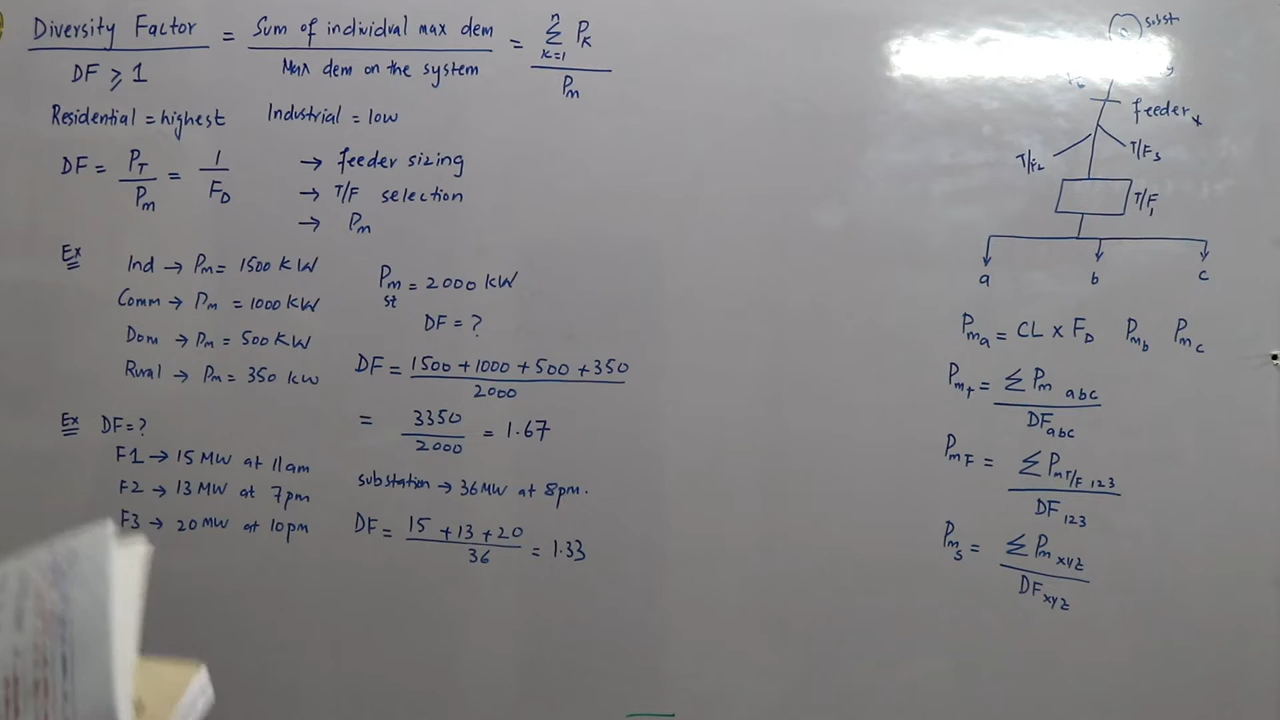 Diversity Factor = Sum of individual max dem / Max dem on the system = n Σ k=1 Pk / Pm
DF ≥ 1
Residential = highest Industrial = low
DF = PT / Pm = 1 / FD
→ feeder sizing
→ T/F selection
→ Pm
Ex
Ind → Pm = 1500 KW
Comm → Pm = 1000 KW
Dom → Pm = 500 KW
Rural → Pm = 350 kw
Pm st = 2000 kW
DF = ?
DF = 1500 + 1000 + 500 + 350 / 2000
= 3350 / 2000 = 1.67
Ex DF = ?
F1 → 15 MW at 11am
F2 → 13 MW at 7pm
F3 → 20 MW at 10pm
substation → 36 MW at 8pm.
DF = 15 + 13 + 20 / 36 = 1.33
subst
feeder x
T/F2
T/F3
T/F1
a b c
Pma = CL x FD Pmb Pmc
Pmt = Σ Pm abc / DF abc
PmF = Σ PmT/F 123 / DF 123
Pms = Σ Pm xyz / DF xyz